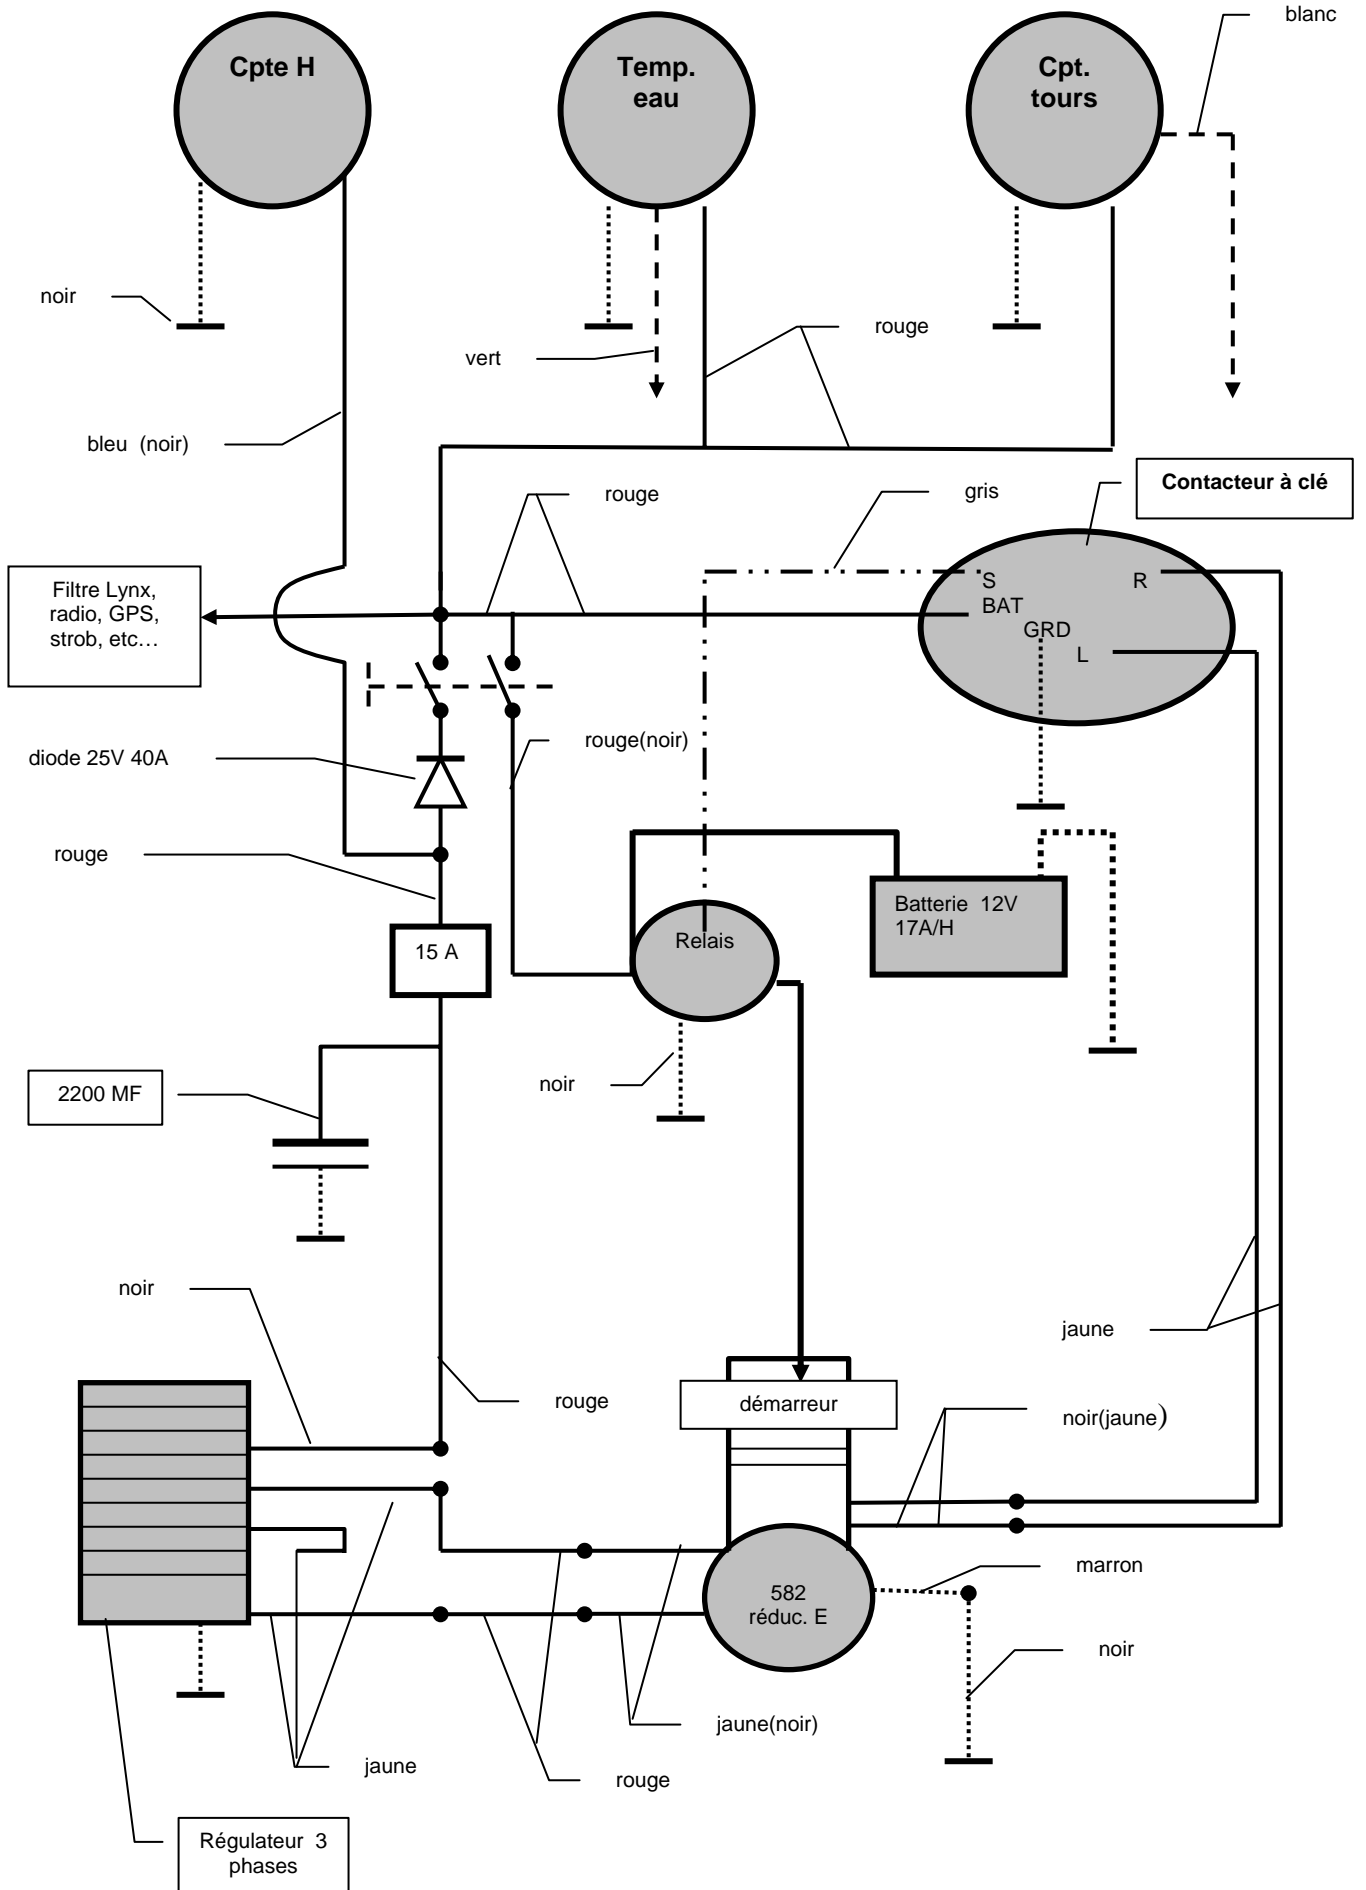 blanc
Cpte H
Temp.
eau
Cpt.
tours
noir
rouge
vert
bleu (noir)
Contacteur à clé
rouge
gris
Filtre Lynx,
radio, GPS,
strob, etc…
S
R
BAT
GRD
L
rouge(noir)
diode 25V 40A
rouge
Batterie 12V
17A/H
Relais
15 A
noir
2200 MF
noir
jaune
rouge
démarreur
noir(jaune)
marron
582
réduc. E
noir
jaune(noir)
jaune
rouge
Régulateur 3
phases